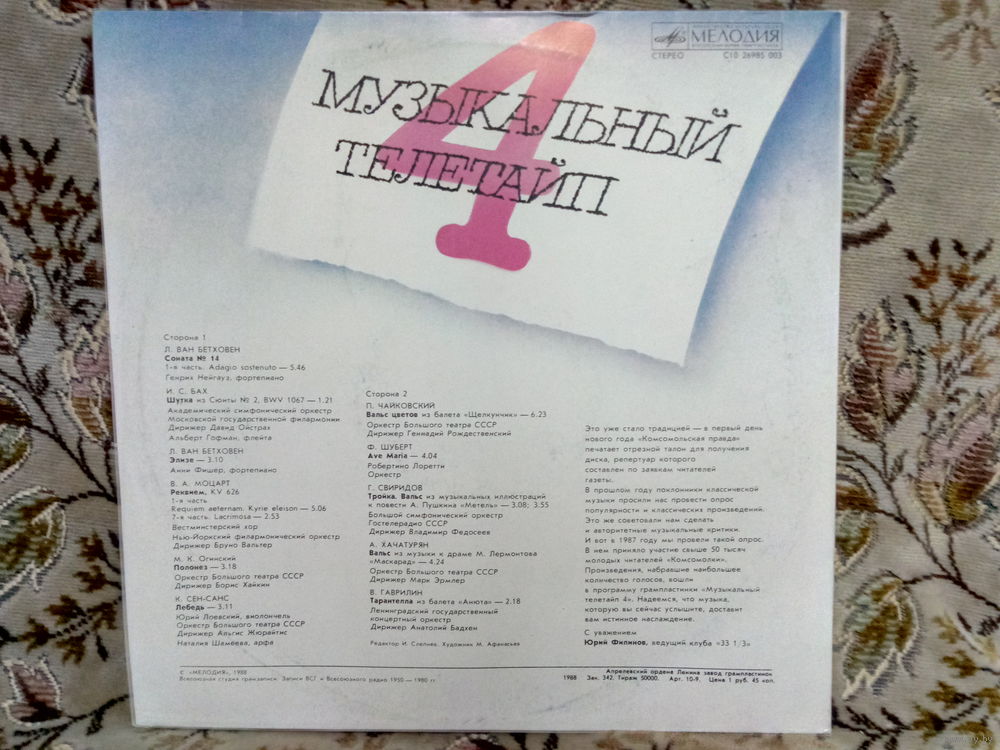 МЕЛОДИЯ
СТЕРЕО С10 26985 003
4
МУЗЫКАЛЬНЫЙ
ТЕЛЕТАЙП
Сторона 1
Л. ВАН БЕТХОВЕН
Соната № 14
1-я часть. Adagio sostenuto — 5.46
Генрих Нейгауз, фортепиано
И. С. БАХ
Шутка из Сюиты № 2, BWV 1067 — 1.21
Академический симфонический оркестр
Московской государственной филармонии
Дирижер Давид Ойстрах
Альберт Гофман, флейта
Л. ВАН БЕТХОВЕН
Элизе — 3.10
Анни Фишер, фортепиано
В. А. МОЦАРТ
Реквием, KV 626
1-я часть
Requiem aeternam. Kyrie eleison — 5.06
7-я часть. Lacrimosa — 2.53
Вестминстерский хор
Нью-Йоркский филармонический оркестр
Дирижер Бруно Вальтер
М. К. Огинский
Полонез — 3.18
Оркестр Большого театра СССР
Дирижер Борис Хайкин
К. СЕН-САНС
Лебедь — 3.11
Юрий Лоевский, виолончель
Оркестр Большого театра СССР
Дирижер Альгис Жюрайтис
Наталия Шамеева, арфа
Сторона 2
П. ЧАЙКОВСКИЙ
Вальс цветов из балета «Щелкунчик» — 6.23
Оркестр Большого театра СССР
Дирижер Геннадий Рождественский
Ф. ШУБЕРТ
Ave Maria — 4.04
Робертино Лоретти
Оркестр
Г. СВИРИДОВ
Тройка. Вальс из музыкальных иллюстраций
к повести А. Пушкина «Метель» — 3.08; 3.55
Большой симфонический оркестр
Гостелерадио СССР
Дирижер Владимир Федосеев
А. ХАЧАТУРЯН
Вальс из музыки к драме М. Лермонтова
«Маскарад» — 4.24
Оркестр Большого театра СССР
Дирижер Марк Эрмлер
В. ГАВРИЛИН
Тарантелла из балета «Анюта» — 2.18
Ленинградский государственный
концертный оркестр
Дирижер Анатолий Бадхен
Редактор И. Слепнев. Художник М. Афанасьев
Это уже стало традицией — в первый день
нового года «Комсомольская правда»
печатает отрезной талон для получения
диска, репертуар которого
составлен по заявкам читателей
газеты.
В прошлом году поклонники классической
музыки просили нас провести опрос
популярности и классических произведений.
Это же советовали нам сделать
и авторитетные музыкальные критики.
И вот в 1987 году мы провели такой опрос.
В нем приняло участие свыше 50 тысяч
молодых читателей «Комсомолки».
Произведения, набравшие наибольшее
количество голосов, вошли
в программу грампластинки «Музыкальный
телетайп 4». Надеемся, что музыка,
которую вы сейчас услышите, доставит
вам истинное наслаждение.
С уважением
Юрий Филинов, ведущий клуба «33 1/3»
© «МЕЛОДИЯ», 1988
Всесоюзная студия грамзаписи. Записи ВСГ и Всесоюзного радио 1950 — 1980 гг.
Апрелевский ордена Ленина завод грампластинок
1988 Зак. 342. Тираж 50000. Арт. 10-9. Цена 1 руб. 45 коп.